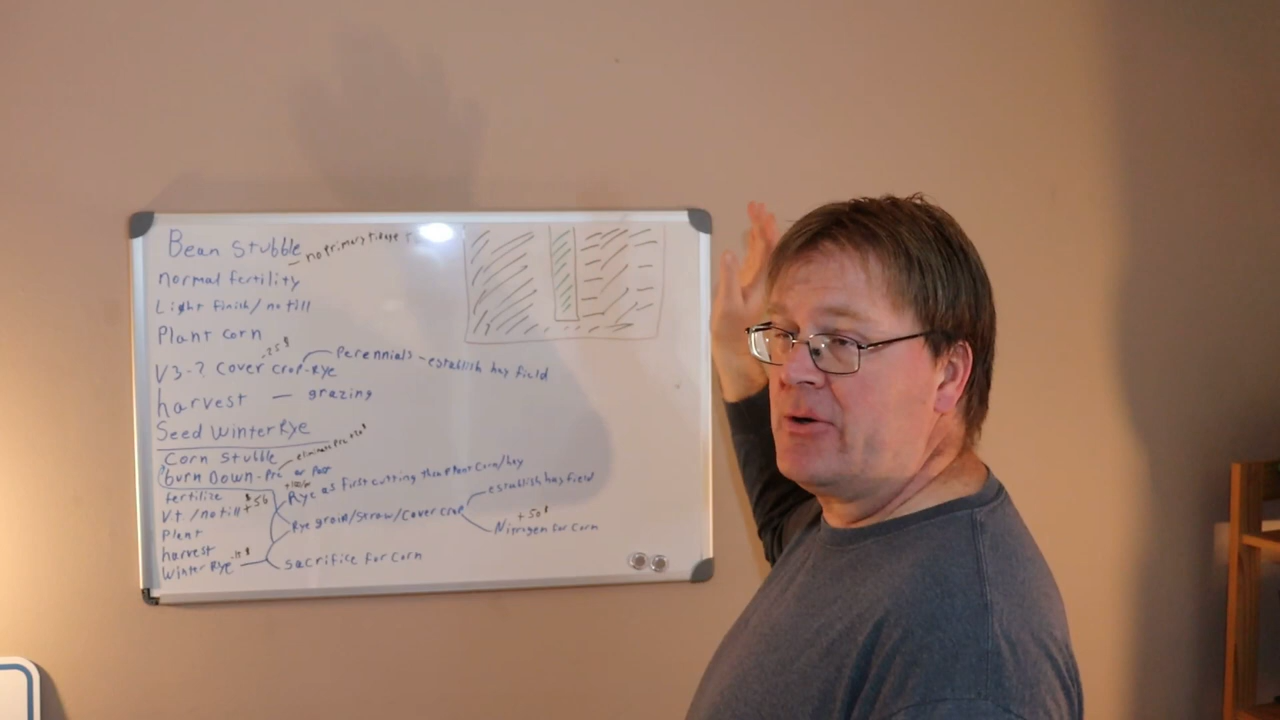 Bean Stubble - no primary tillage
normal fertility
Light finish/no till
Plant corn
V3-7 Cover crop-Rye -25$
Perennials - establish hay field
harvest - grazing
Seed Winter Rye
Corn Stubble
burn Down - Pre or Post
eliminate
fertilize
V.T./no till +$56
Plant
harvest
Winter Rye
Rye as first cutting then plant Corn/hay
Rye grain/Straw/Cover crop
establish hay field
+50$
Nitrogen for Corn
sacrifice for Corn